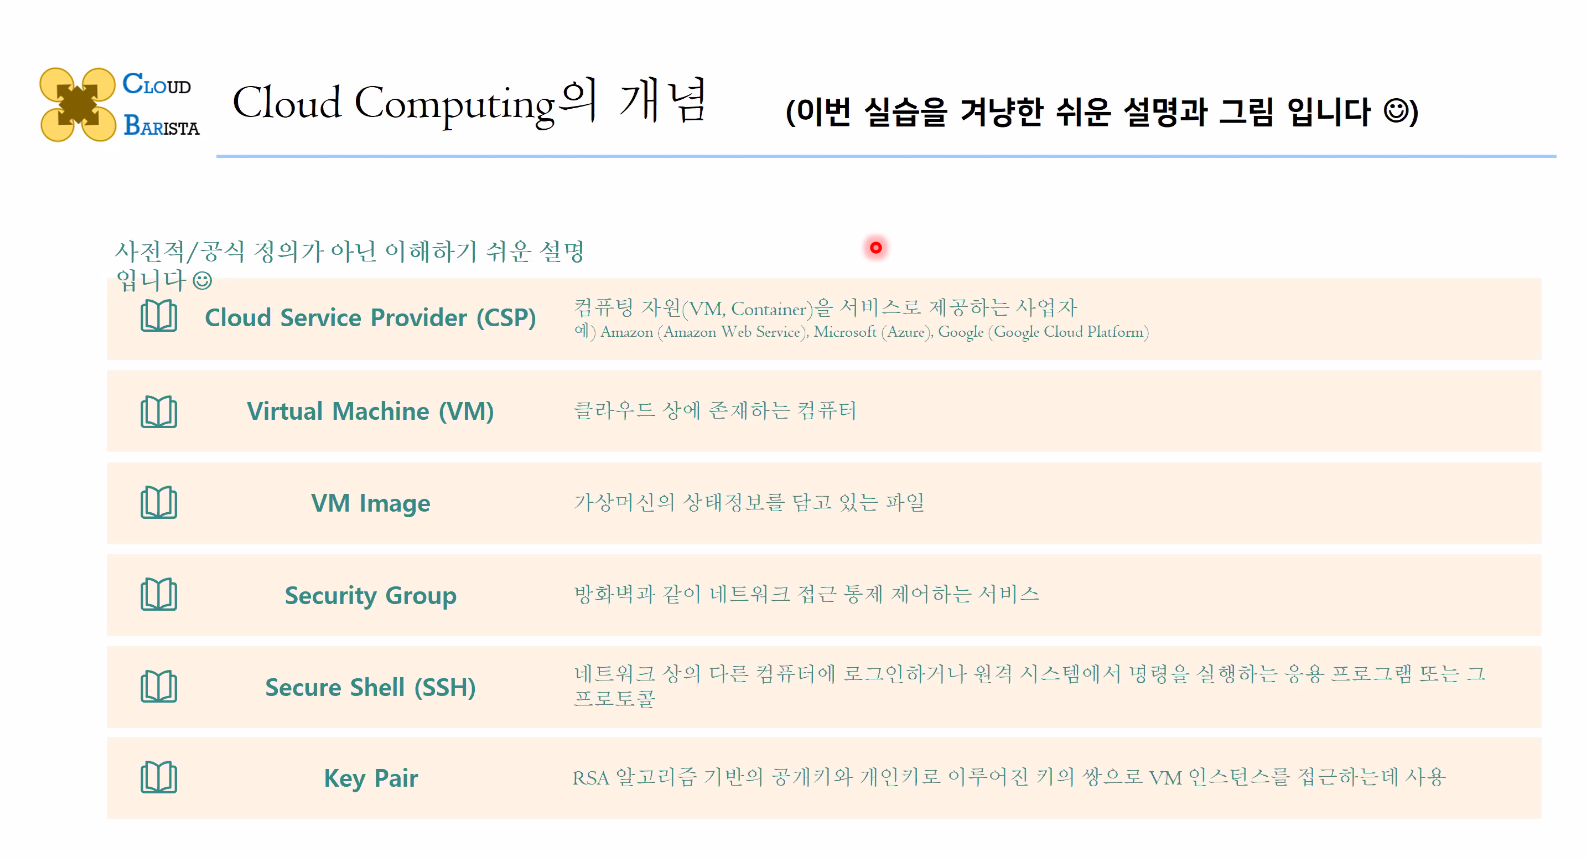 CLOUD
BARISTA
Cloud Computing의 개념
(이번 실습을 겨냥한 쉬운 설명과 그림 입니다 ☺)
사전적/공식 정의가 아닌 이해하기 쉬운 설명
입니다 ☺
Cloud Service Provider (CSP)
컴퓨팅 자원(VM, Container)을 서비스로 제공하는 사업자
예) Amazon (Amazon Web Service), Microsoft (Azure), Google (Google Cloud Platform)
Virtual Machine (VM)
클라우드 상에 존재하는 컴퓨터
VM Image
가상머신의 상태정보를 담고 있는 파일
Security Group
방화벽과 같이 네트워크 접근 통제 제어하는 서비스
Secure Shell (SSH)
네트워크 상의 다른 컴퓨터에 로그인하거나 원격 시스템에서 명령을 실행하는 응용 프로그램 또는 그
프로토콜
Key Pair
RSA 알고리즘 기반의 공개키와 개인키로 이루어진 키의 쌍으로 VM 인스턴스를 접근하는데 사용